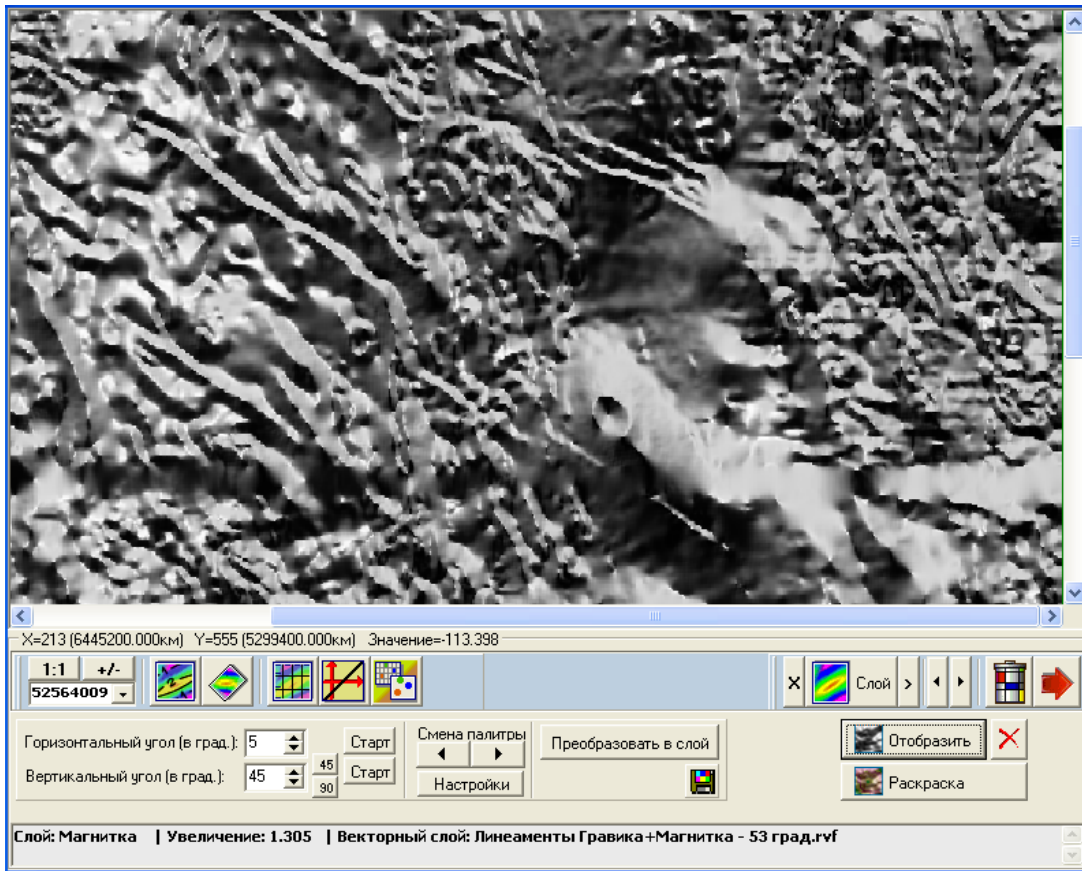 X=213 (6445200.000км) Y=555 (5299400.000км) Значение=-113.398
1:1 +/-
52564009
X Слой >
Горизонтальный угол (в град.): 5 Старт
Вертикальный угол (в град.): 45 45 90 Старт
Смена палитры
Настройки
Преобразовать в слой
Отобразить
Раскраска
Слой: Магнитка | Увеличение: 1.305 | Векторный слой: Линеаменты Гравика+Магнитка - 53 град.rvf